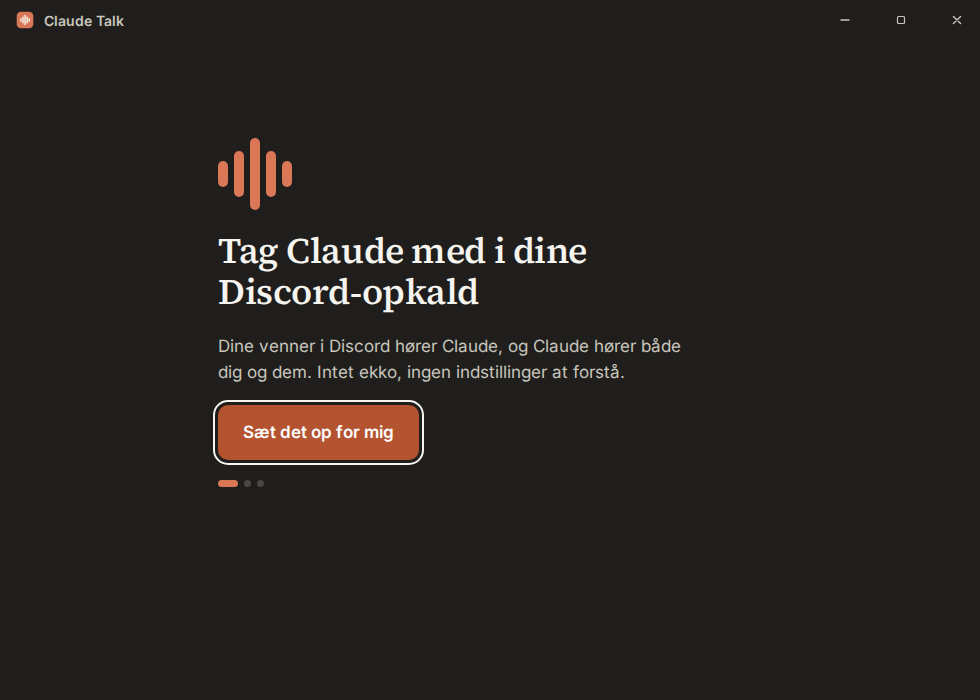 Claude Talk
Tag Claude med i dine
Discord-opkald
Dine venner i Discord hører Claude, og Claude hører både
dig og dem. Intet ekko, ingen indstillinger at forstå.
Sæt det op for mig